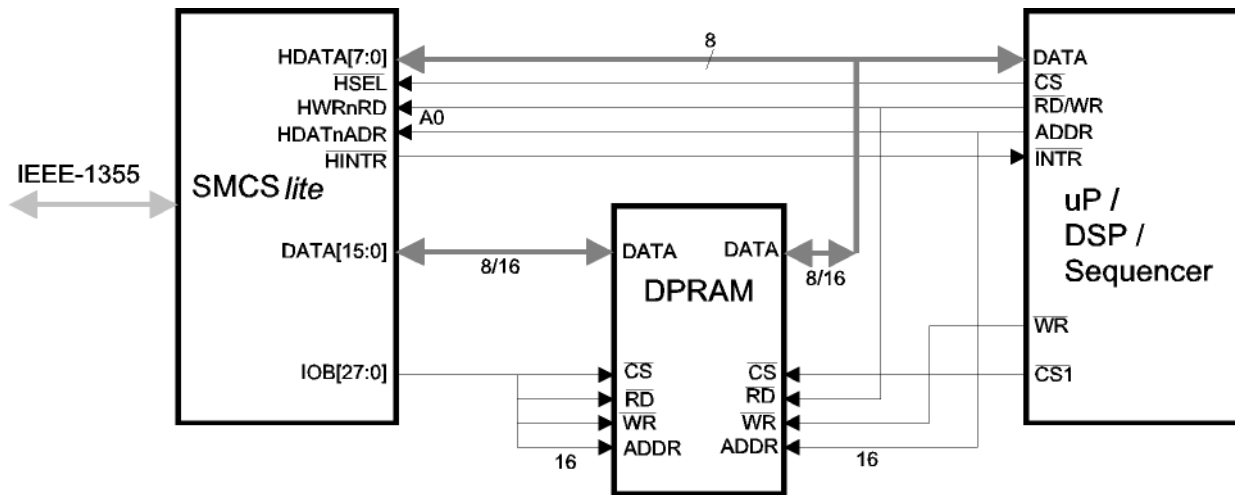 8
HDATA[7:0]
DATA
HSEL
CS
HWRnRD
RD/WR
A0
HDATnADR
ADDR
HINTR
INTR
IEEE-1355
SMCS lite
uP /
DSP /
Sequencer
DATA[15:0]
8/16
DATA
DATA
8/16
DPRAM
WR
IOB[27:0]
CS
CS
CS1
RD
RD
WR
WR
16
ADDR
ADDR
16